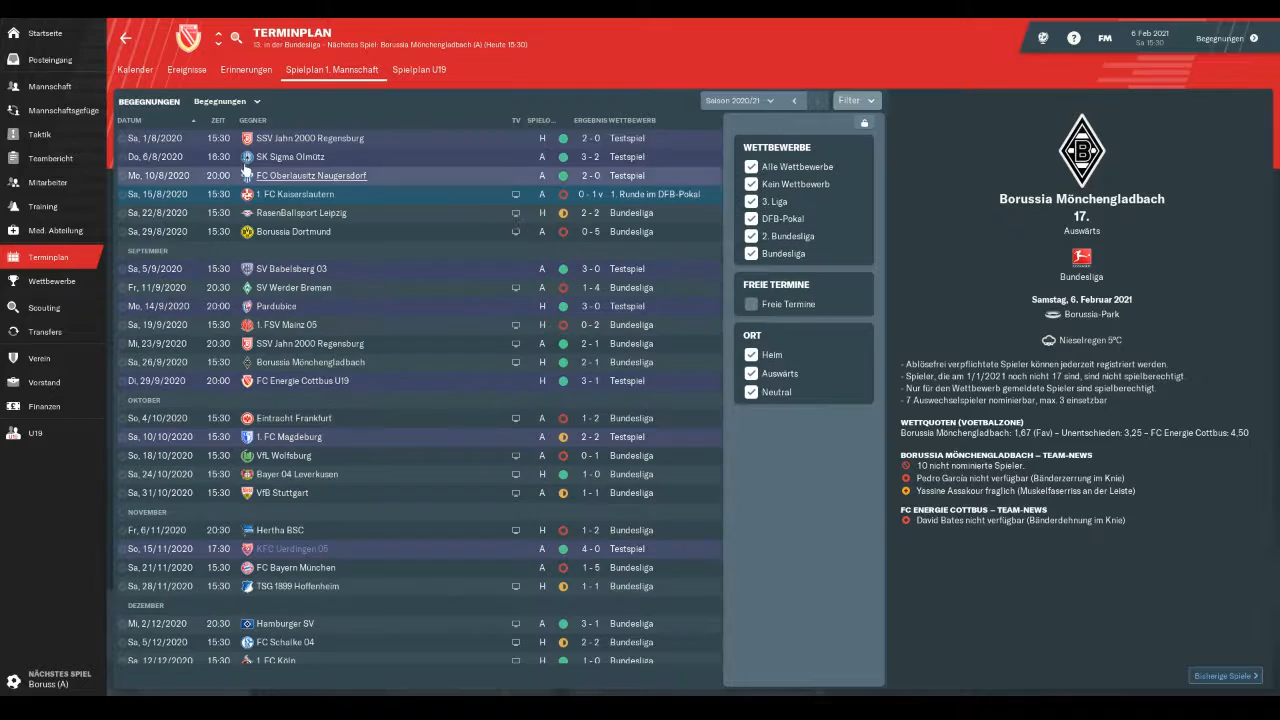 TERMINPLAN
13. in der Bundesliga - Nächstes Spiel: Borussia Mönchengladbach (A) (Heute 15:30)
6 Feb 2021
Sa 15:30
FM
Begegnungen
Kalender Ereignisse Erinnerungen Spielplan 1. Mannschaft Spielplan U19
Startseite
Posteingang
Mannschaft
Mannschaftsgefüge
Taktik
Teambericht
Mitarbeiter
Training
Med. Abteilung
Terminplan
Wettbewerbe
Scouting
Transfers
Verein
Vorstand
Finanzen
U19
NÄCHSTES SPIEL
Boruss (A)
BEGEGNUNGEN Begegnungen Saison 2020/21 Filter
DATUM ZEIT GEGNER TV SPIELO... ERGEBNIS WETTBEWERB
Sa, 1/8/2020 15:30 SSV Jahn 2000 Regensburg H 2 - 0 Testspiel
Do, 6/8/2020 16:30 SK Sigma Olmütz A 3 - 2 Testspiel
Mo, 10/8/2020 20:00 FC Oberlausitz Neugersdorf A 2 - 0 Testspiel
Sa, 15/8/2020 15:30 1. FC Kaiserslautern A 0 - 1 v 1. Runde im DFB-Pokal
Sa, 22/8/2020 15:30 RasenBallsport Leipzig H 2 - 2 Bundesliga
Sa, 29/8/2020 15:30 Borussia Dortmund A 0 - 5 Bundesliga
SEPTEMBER
Sa, 5/9/2020 15:30 SV Babelsberg 03 A 3 - 0 Testspiel
Fr, 11/9/2020 20:30 SV Werder Bremen A 1 - 4 Bundesliga
Mo, 14/9/2020 20:00 Pardubice H 3 - 0 Testspiel
Sa, 19/9/2020 15:30 1. FSV Mainz 05 H 0 - 2 Bundesliga
Mi, 23/9/2020 20:30 SSV Jahn 2000 Regensburg A 2 - 1 Bundesliga
Sa, 26/9/2020 15:30 Borussia Mönchengladbach H 2 - 1 Bundesliga
Di, 29/9/2020 20:00 FC Energie Cottbus U19 H 3 - 1 Testspiel
OKTOBER
So, 4/10/2020 15:30 Eintracht Frankfurt A 1 - 2 Bundesliga
Sa, 10/10/2020 15:30 1. FC Magdeburg A 2 - 2 Testspiel
So, 18/10/2020 15:30 VfL Wolfsburg A 0 - 1 Bundesliga
Sa, 24/10/2020 15:30 Bayer 04 Leverkusen H 1 - 0 Bundesliga
Sa, 31/10/2020 15:30 VfB Stuttgart A 1 - 1 Bundesliga
NOVEMBER
Fr, 6/11/2020 20:30 Hertha BSC H 1 - 2 Bundesliga
So, 15/11/2020 17:30 KFC Uerdingen 05 A 4 - 0 Testspiel
Sa, 21/11/2020 15:30 FC Bayern München A 1 - 5 Bundesliga
Sa, 28/11/2020 15:30 TSG 1899 Hoffenheim H 1 - 1 Bundesliga
DEZEMBER
Mi, 2/12/2020 20:30 Hamburger SV A 3 - 1 Bundesliga
Sa, 5/12/2020 15:30 FC Schalke 04 H 2 - 2 Bundesliga
Sa, 12/12/2020 15:30 1. FC Köln H 1 - 0 Bundesliga
WETTBEWERBE
Alle Wettbewerbe
Kein Wettbewerb
3. Liga
DFB-Pokal
2. Bundesliga
Bundesliga
FREIE TERMINE
Freie Termine
ORT
Heim
Auswärts
Neutral
Borussia Mönchengladbach
17.
Auswärts
Bundesliga
Samstag, 6. Februar 2021
Borussia-Park
Nieselregen 5ºC
- Ablösefrei verpflichtete Spieler können jederzeit registriert werden.
- Spieler, die am 1/1/2021 noch nicht 17 sind, sind nicht spielberechtigt.
- Nur für den Wettbewerb gemeldete Spieler sind spielberechtigt.
- 7 Auswechselspieler nominierbar, max. 3 einsetzbar
WETTQUOTEN (VOETBALZONE)
Borussia Mönchengladbach: 1,67 (Fav) – Unentschieden: 3,25 – FC Energie Cottbus: 4,50
BORUSSIA MÖNCHENGLADBACH – TEAM-NEWS
10 nicht nominierte Spieler.
Pedro García nicht verfügbar (Bänderzerrung im Knie)
Yassine Assakour fraglich (Muskelfaserriss an der Leiste)
FC ENERGIE COTTBUS – TEAM-NEWS
David Bates nicht verfügbar (Bänderdehnung im Knie)
Bisherige Spiele